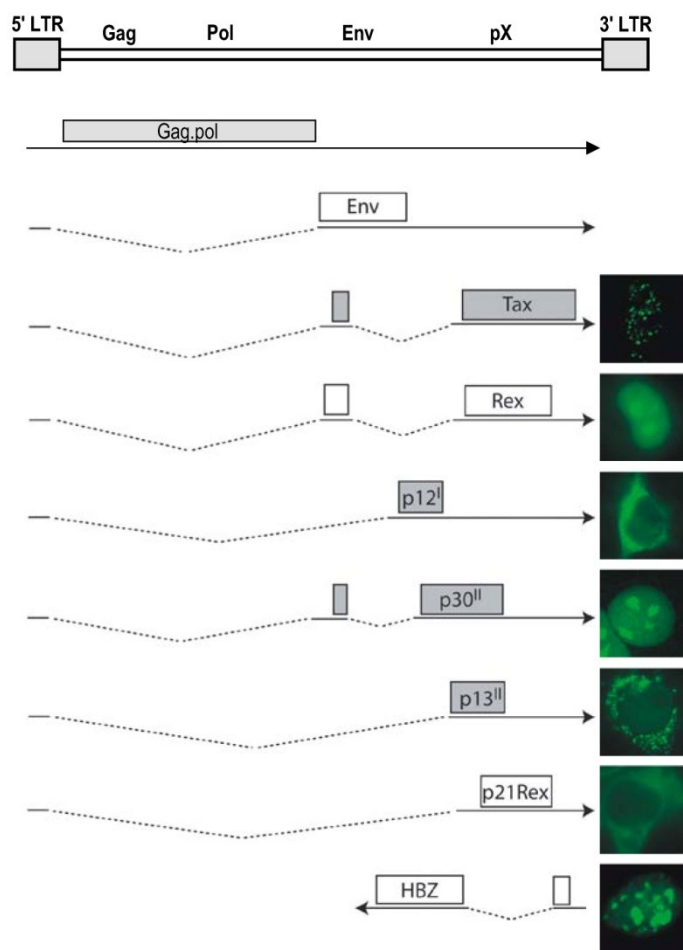 5' LTR Gag Pol Env pX 3' LTR
Gag.pol
Env
Tax
Rex
p12I
p30II
p13II
p21Rex
HBZ